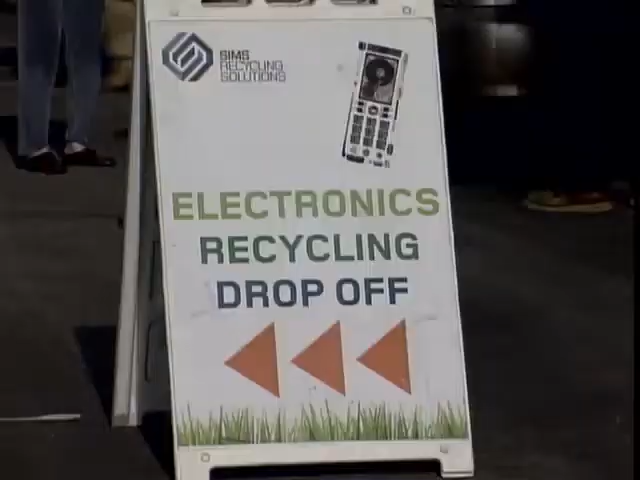 SIMS
RECYCLING
SOLUTIONS
ELECTRONICS
RECYCLING
DROP OFF